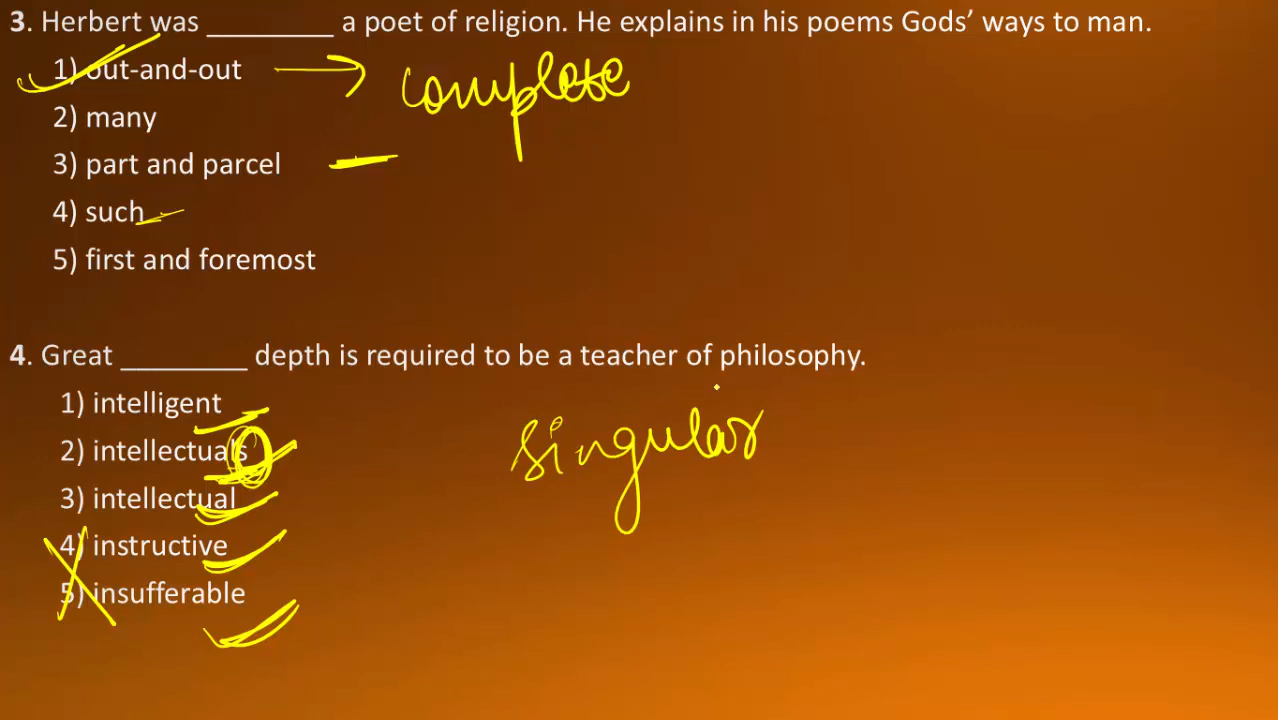 3. Herbert was ________ a poet of religion. He explains in his poems Gods’ ways to man.
1) out-and-out
complete
2) many
3) part and parcel
4) such
5) first and foremost
4. Great ________ depth is required to be a teacher of philosophy.
1) intelligent
2) intellectuals
singular
3) intellectual
4) instructive
5) insufferable